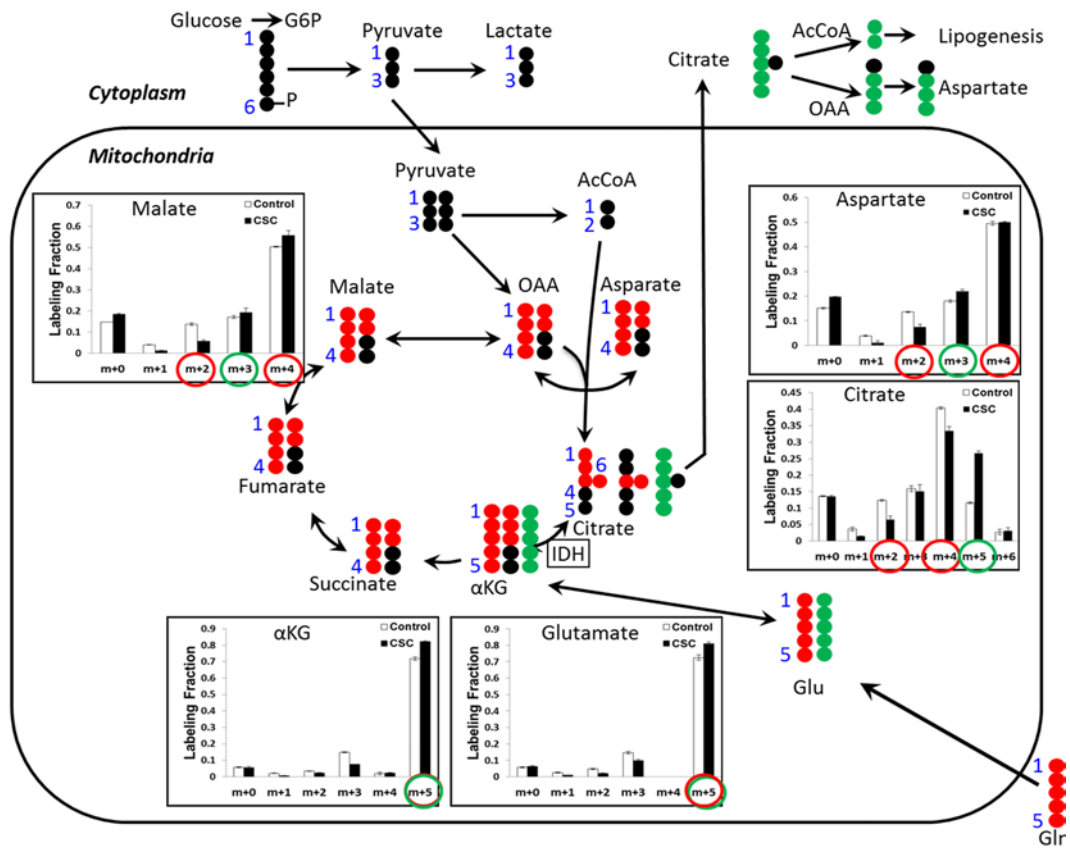 Glucose G6P
1
6
P
Pyruvate
1
3
Lactate
1
3
Citrate
AcCoA
Lipogenesis
OAA
Aspartate
Cytoplasm
Mitochondria
Pyruvate
1
3
AcCoA
1
2
Malate
Control
CSC
Labeling Fraction
0.7
0.6
0.5
0.4
0.3
0.2
0.1
0
m+0 m+1 m+2 m+3 m+4
Aspartate
Control
CSC
Labeling Fraction
0.6
0.5
0.4
0.3
0.2
0.1
0
m+0 m+1 m+2 m+3 m+4
Malate
1
4
OAA
1
4
Asparate
1
4
Citrate
Control
CSC
Labeling Fraction
0.45
0.4
0.35
0.3
0.25
0.2
0.15
0.1
0.05
0
m+0 m+1 m+2 m+3 m+4 m+5 m+6
Fumarate
1
4
Succinate
4
αKG
1
5
IDH
Citrate
1
6
4
5
Glu
1
5
Gln
1
5
αKG
Control
CSC
Labeling Fraction
0.9
0.8
0.7
0.6
0.5
0.4
0.3
0.2
0.1
0
m+0 m+1 m+2 m+3 m+4 m+5
Glutamate
Control
CSC
Labeling Fraction
0.9
0.8
0.7
0.6
0.5
0.4
0.3
0.2
0.1
0
m+0 m+1 m+2 m+3 m+4 m+5